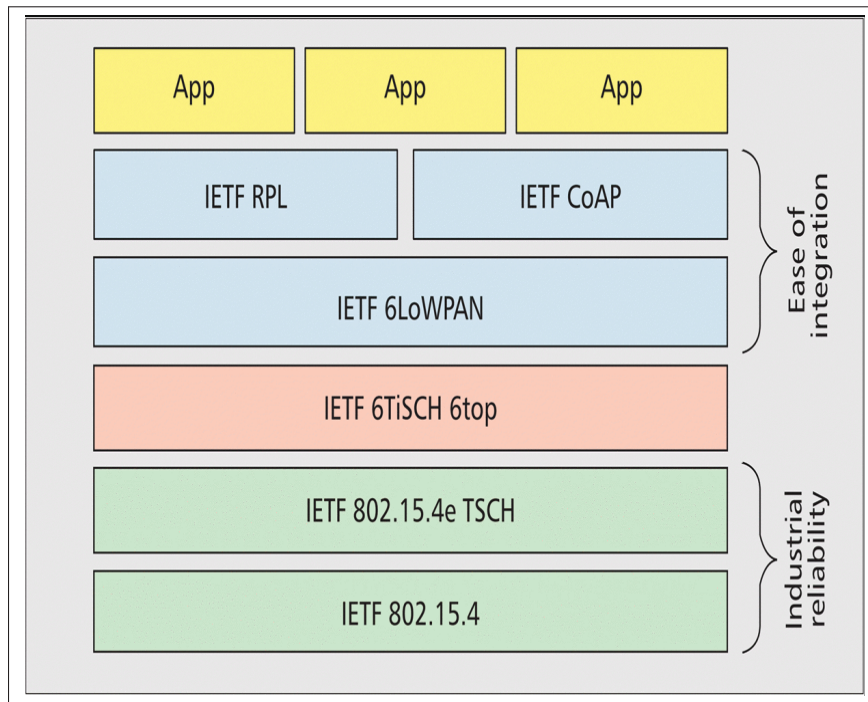 App
App
App
IETF RPL
IETF CoAP
IETF 6LoWPAN
Ease of
integration
IETF 6TiSCH 6top
IETF 802.15.4e TSCH
IETF 802.15.4
Industrial
reliability